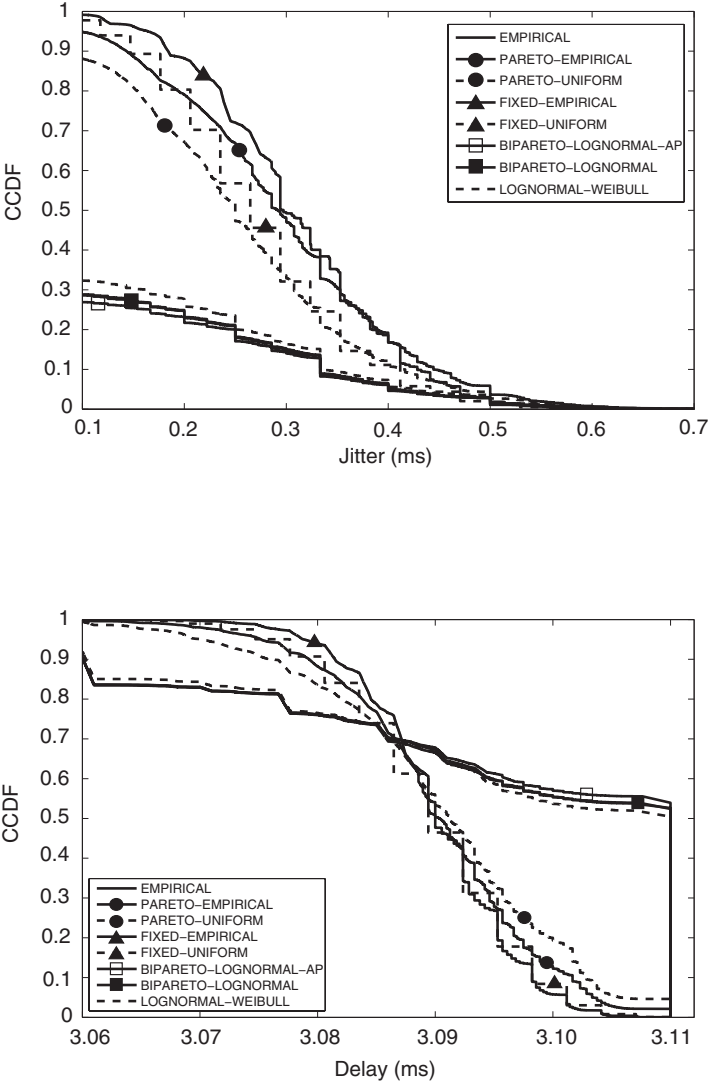 1
0.9
0.8
0.7
0.6
0.5
0.4
0.3
0.2
0.1
0
CCDF
EMPIRICAL
PARETO–EMPIRICAL
PARETO–UNIFORM
FIXED–EMPIRICAL
FIXED–UNIFORM
BIPARETO–LOGNORMAL–AP
BIPARETO–LOGNORMAL
LOGNORMAL–WEIBULL
0.1 0.2 0.3 0.4 0.5 0.6 0.7
Jitter (ms)
1
0.9
0.8
0.7
0.6
0.5
0.4
0.3
0.2
0.1
0
CCDF
EMPIRICAL
PARETO–EMPIRICAL
PARETO–UNIFORM
FIXED–EMPIRICAL
FIXED–UNIFORM
BIPARETO–LOGNORMAL–AP
BIPARETO–LOGNORMAL
LOGNORMAL–WEIBULL
3.06 3.07 3.08 3.09 3.10 3.11
Delay (ms)